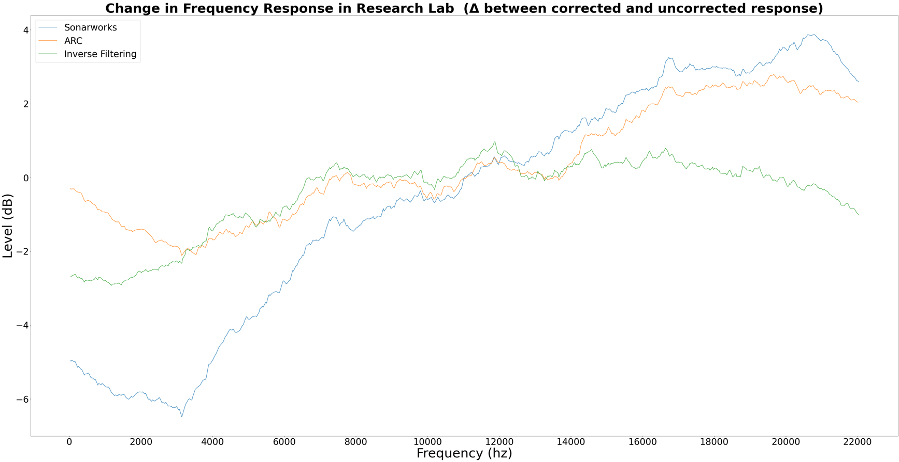 Change in Frequency Response in Research Lab (Δ between corrected and uncorrected response)
Sonarworks
ARC
Inverse Filtering
Level (dB)
4
2
0
−2
−4
−6
0 2000 4000 6000 8000 10000 12000 14000 16000 18000 20000 22000
Frequency (hz)